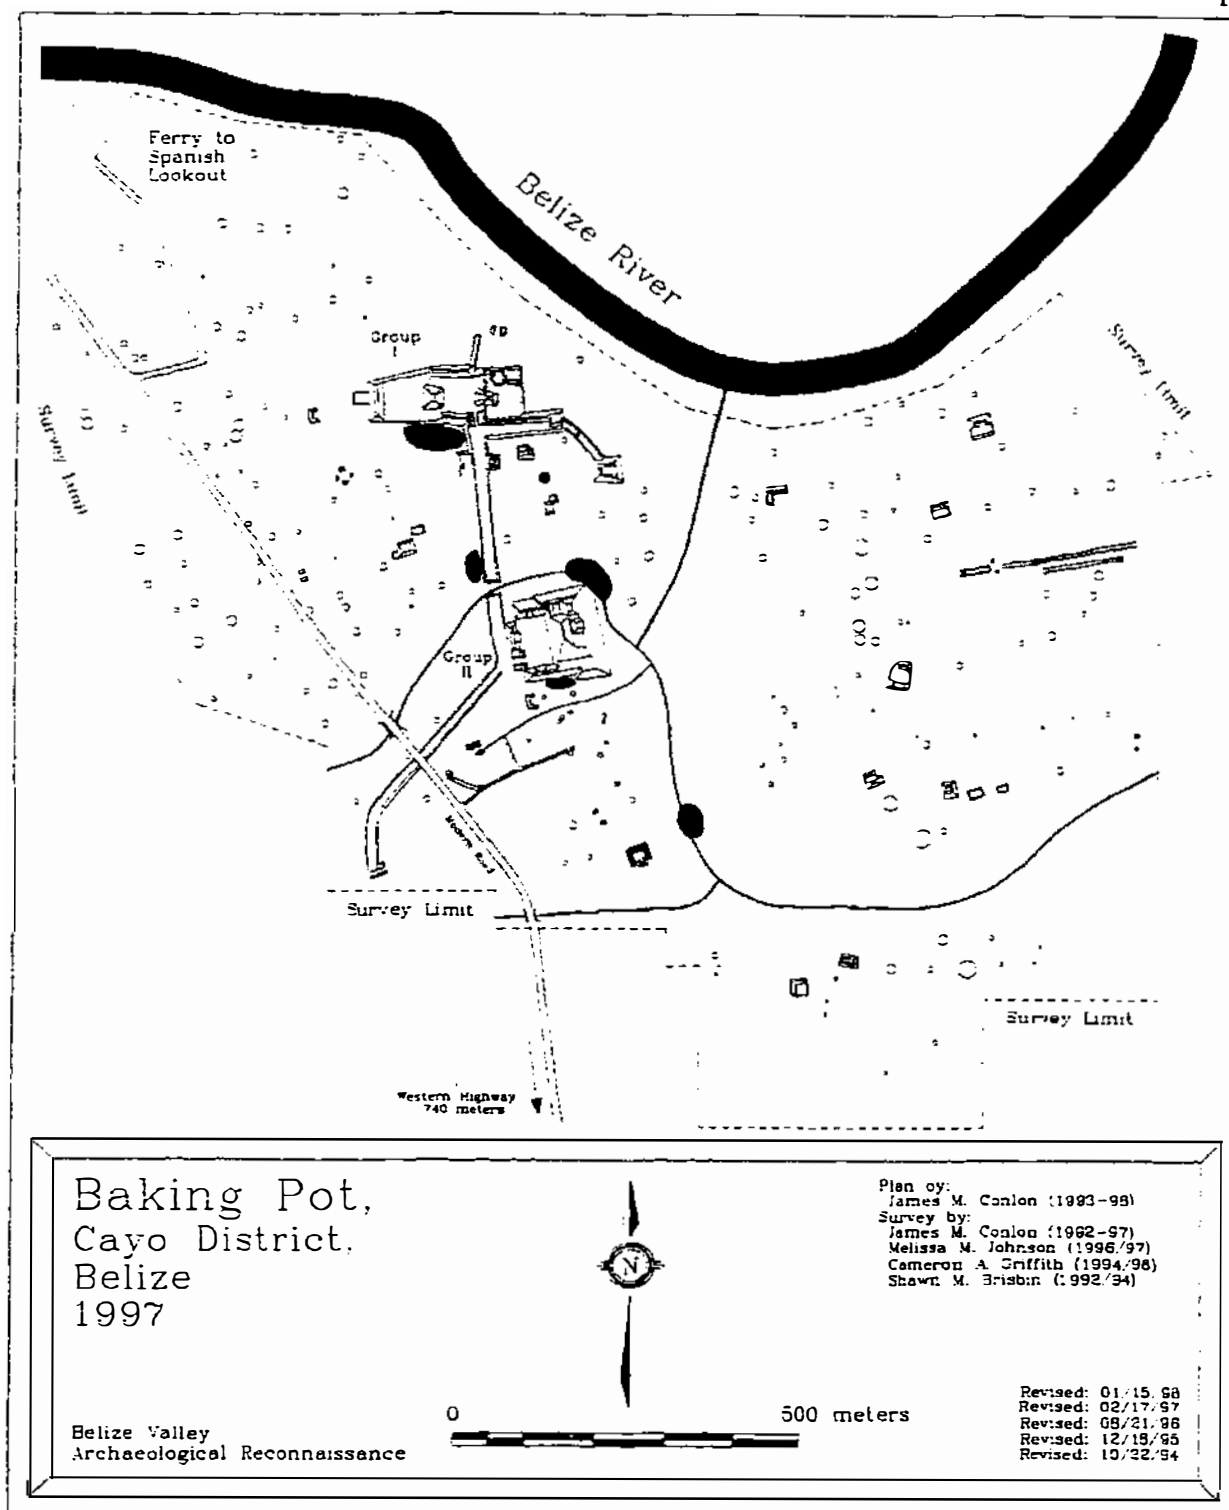 Ferry to
Spanish
Lookout
Belize River
Group
I
Survey Limit
Survey Limit
Group
II
Modern Road
Survey Limit
Survey Limit
Western Highway
740 meters
Baking Pot,
Cayo District,
Belize
1997
N
0 500 meters
Belize Valley
Archaeological Reconnaissance
Plan by:
James M. Conlon (1993-98)
Survey by:
James M. Conlon (1992-97)
Melissa M. Johnson (1996/97)
Cameron A. Griffith (1994/96)
Shawn M. Brisbin (1992/94)
Revised: 01/15/98
Revised: 02/17/97
Revised: 08/21/96
Revised: 12/18/95
Revised: 10/22/94